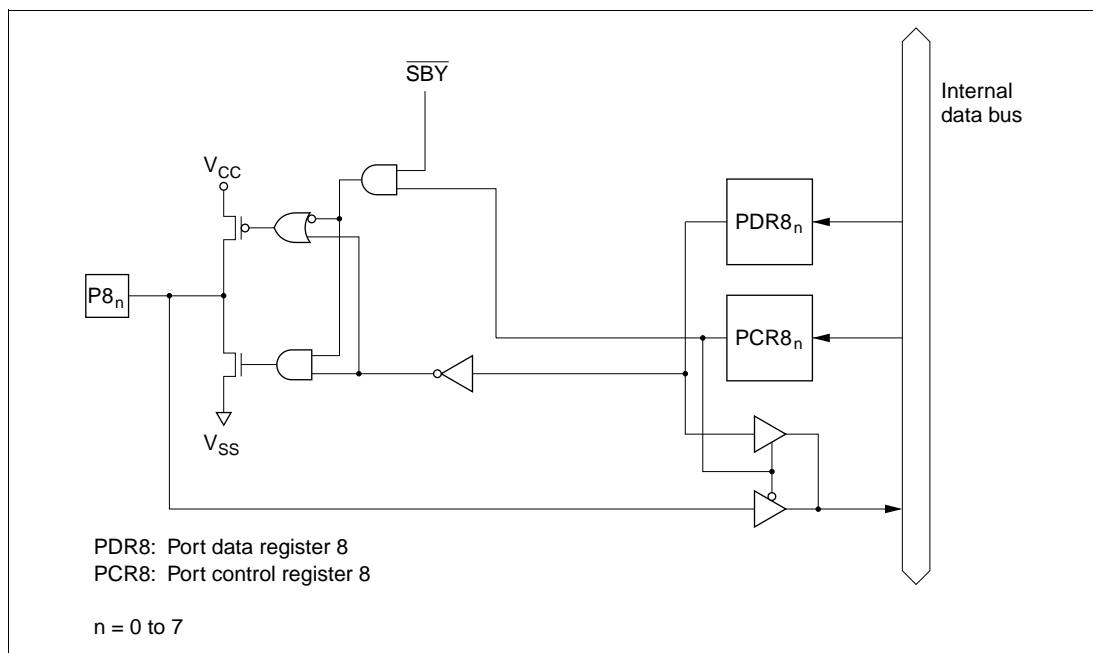 S̅B̅Y̅
Internal
data bus
VCC
PDR8n
P8n
PCR8n
VSS
PDR8: Port data register 8
PCR8: Port control register 8
n = 0 to 7